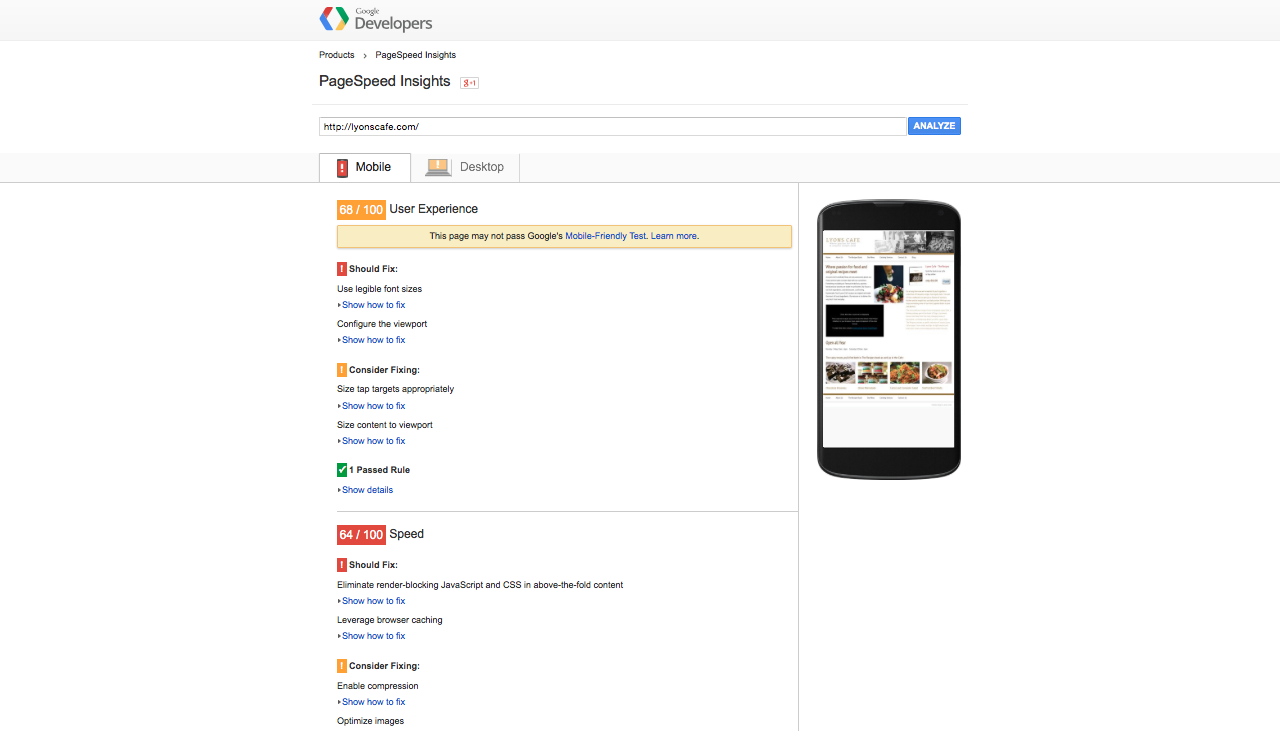 Google
Developers
Products › PageSpeed Insights
PageSpeed Insights g+1
http://lyonscafe.com/ ANALYZE
Mobile Desktop
68 / 100 User Experience
This page may not pass Google's Mobile-Friendly Test. Learn more.
! Should Fix:
Use legible font sizes
Show how to fix
Configure the viewport
Show how to fix
! Consider Fixing:
Size tap targets appropriately
Show how to fix
Size content to viewport
Show how to fix
1 Passed Rule
Show details
64 / 100 Speed
! Should Fix:
Eliminate render-blocking JavaScript and CSS in above-the-fold content
Show how to fix
Leverage browser caching
Show how to fix
! Consider Fixing:
Enable compression
Show how to fix
Optimize images
LYONS CAFE